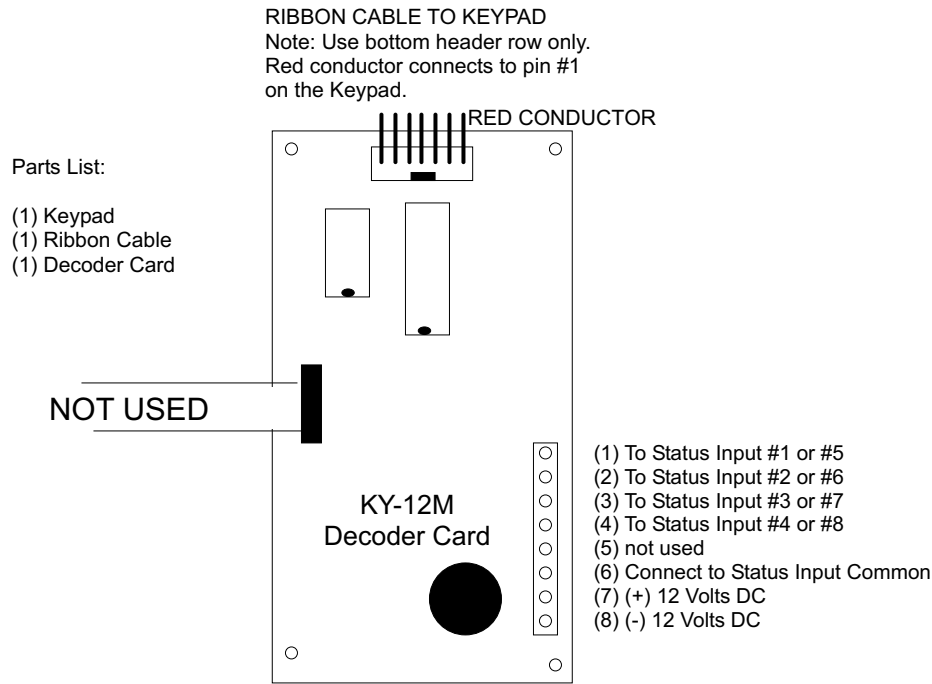 RIBBON CABLE TO KEYPAD
Note: Use bottom header row only.
Red conductor connects to pin #1
on the Keypad.
RED CONDUCTOR
Parts List:
(1) Keypad
(1) Ribbon Cable
(1) Decoder Card
NOT USED
KY-12M
Decoder Card
(1) To Status Input #1 or #5
(2) To Status Input #2 or #6
(3) To Status Input #3 or #7
(4) To Status Input #4 or #8
(5) not used
(6) Connect to Status Input Common
(7) (+) 12 Volts DC
(8) (-) 12 Volts DC